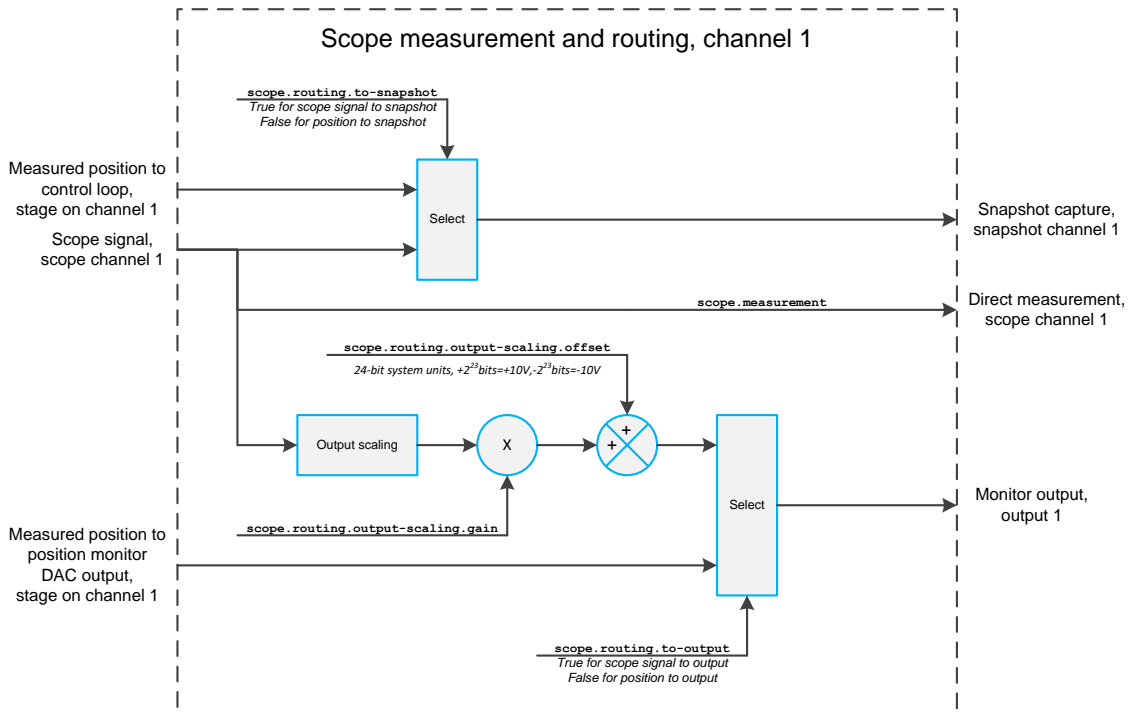 Scope measurement and routing, channel 1
scope.routing.to-snapshot
True for scope signal to snapshot
False for position to snapshot
Measured position to
control loop,
stage on channel 1
Scope signal,
scope channel 1
Select
Snapshot capture,
snapshot channel 1
scope.measurement
Direct measurement,
scope channel 1
scope.routing.output-scaling.offset
24-bit system units, +2²³bits=+10V,-2²³bits=-10V
Output scaling
X
+
+
Select
scope.routing.output-scaling.gain
Monitor output,
output 1
Measured position to
position monitor
DAC output,
stage on channel 1
scope.routing.to-output
True for scope signal to output
False for position to output